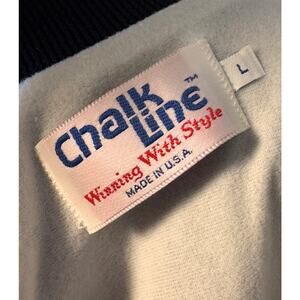 Chalk
Line™
Winning With Style
MADE IN U.S.A.
L